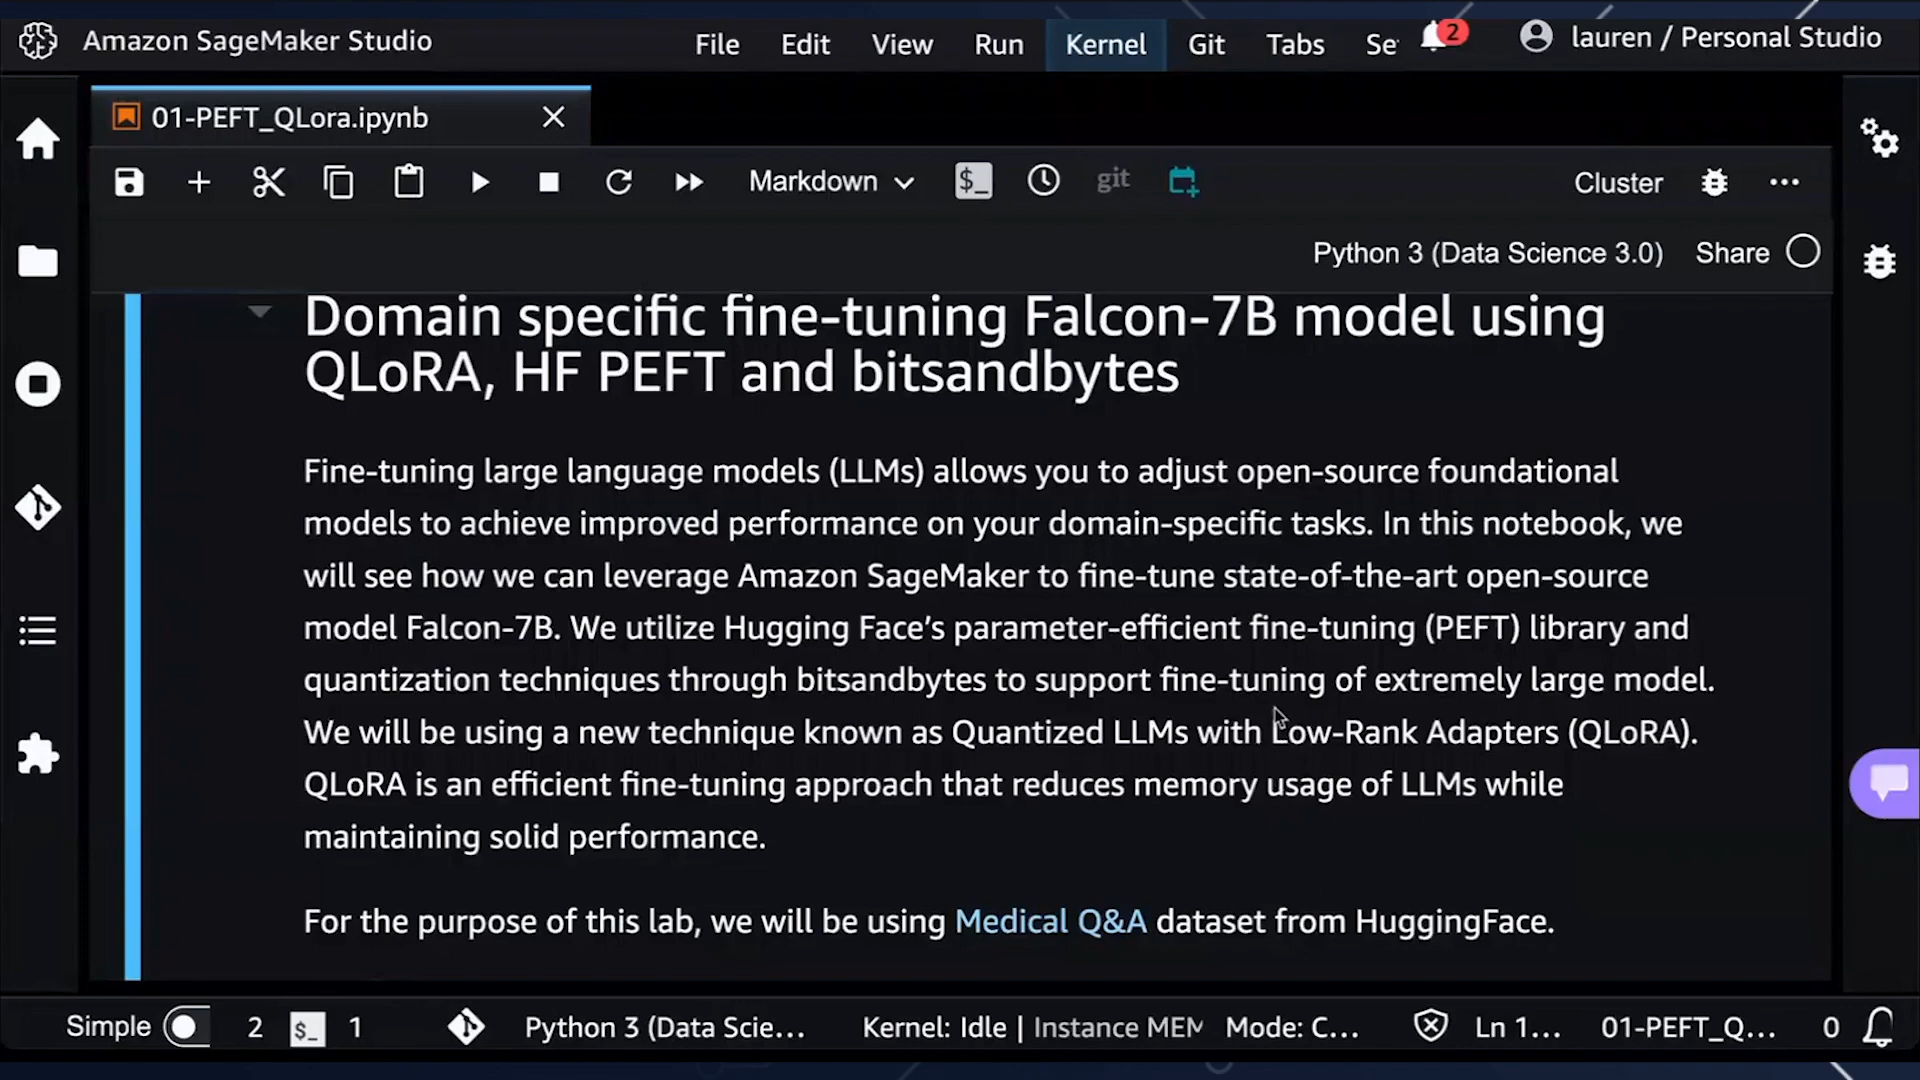 Amazon SageMaker Studio
File Edit View Run Kernel Git Tabs Se 2 lauren / Personal Studio
01-PEFT_QLora.ipynb
Markdown $_ git Cluster
Python 3 (Data Science 3.0) Share
Domain specific fine-tuning Falcon-7B model using
QLoRA, HF PEFT and bitsandbytes
Fine-tuning large language models (LLMs) allows you to adjust open-source foundational
models to achieve improved performance on your domain-specific tasks. In this notebook, we
will see how we can leverage Amazon SageMaker to fine-tune state-of-the-art open-source
model Falcon-7B. We utilize Hugging Face’s parameter-efficient fine-tuning (PEFT) library and
quantization techniques through bitsandbytes to support fine-tuning of extremely large model.
We will be using a new technique known as Quantized LLMs with Low-Rank Adapters (QLoRA).
QLoRA is an efficient fine-tuning approach that reduces memory usage of LLMs while
maintaining solid performance.
For the purpose of this lab, we will be using Medical Q&A dataset from HuggingFace.
Simple 2 $_ 1 Python 3 (Data Scie... Kernel: Idle | Instance MEM Mode: C... Ln 1... 01-PEFT_Q... 0